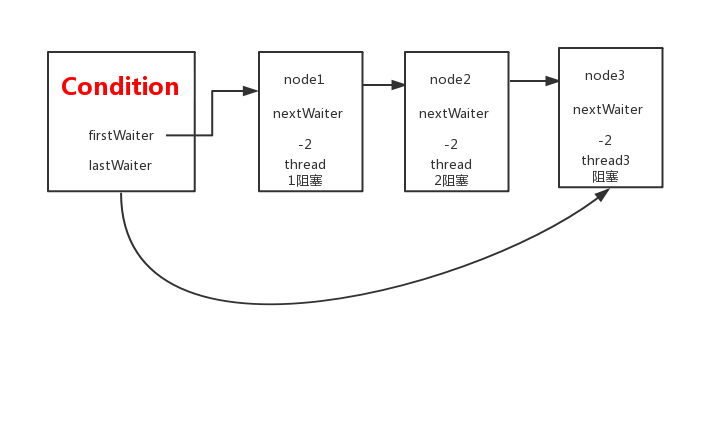 Condition
firstWaiter
lastWaiter
node1
nextWaiter
-2
thread
1阻塞
node2
nextWaiter
-2
thread
2阻塞
node3
nextWaiter
-2
thread3
阻塞